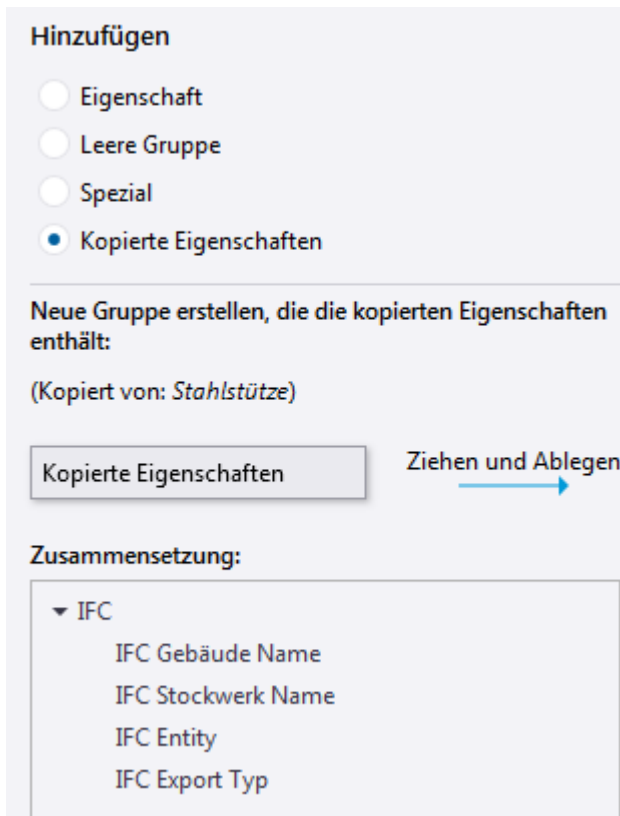 Hinzufügen
Eigenschaft
Leere Gruppe
Spezial
Kopierte Eigenschaften
Neue Gruppe erstellen, die die kopierten Eigenschaften
enthält:
(Kopiert von: Stahlstütze)
Kopierte Eigenschaften
Ziehen und Ablegen
Zusammensetzung:
IFC
IFC Gebäude Name
IFC Stockwerk Name
IFC Entity
IFC Export Typ